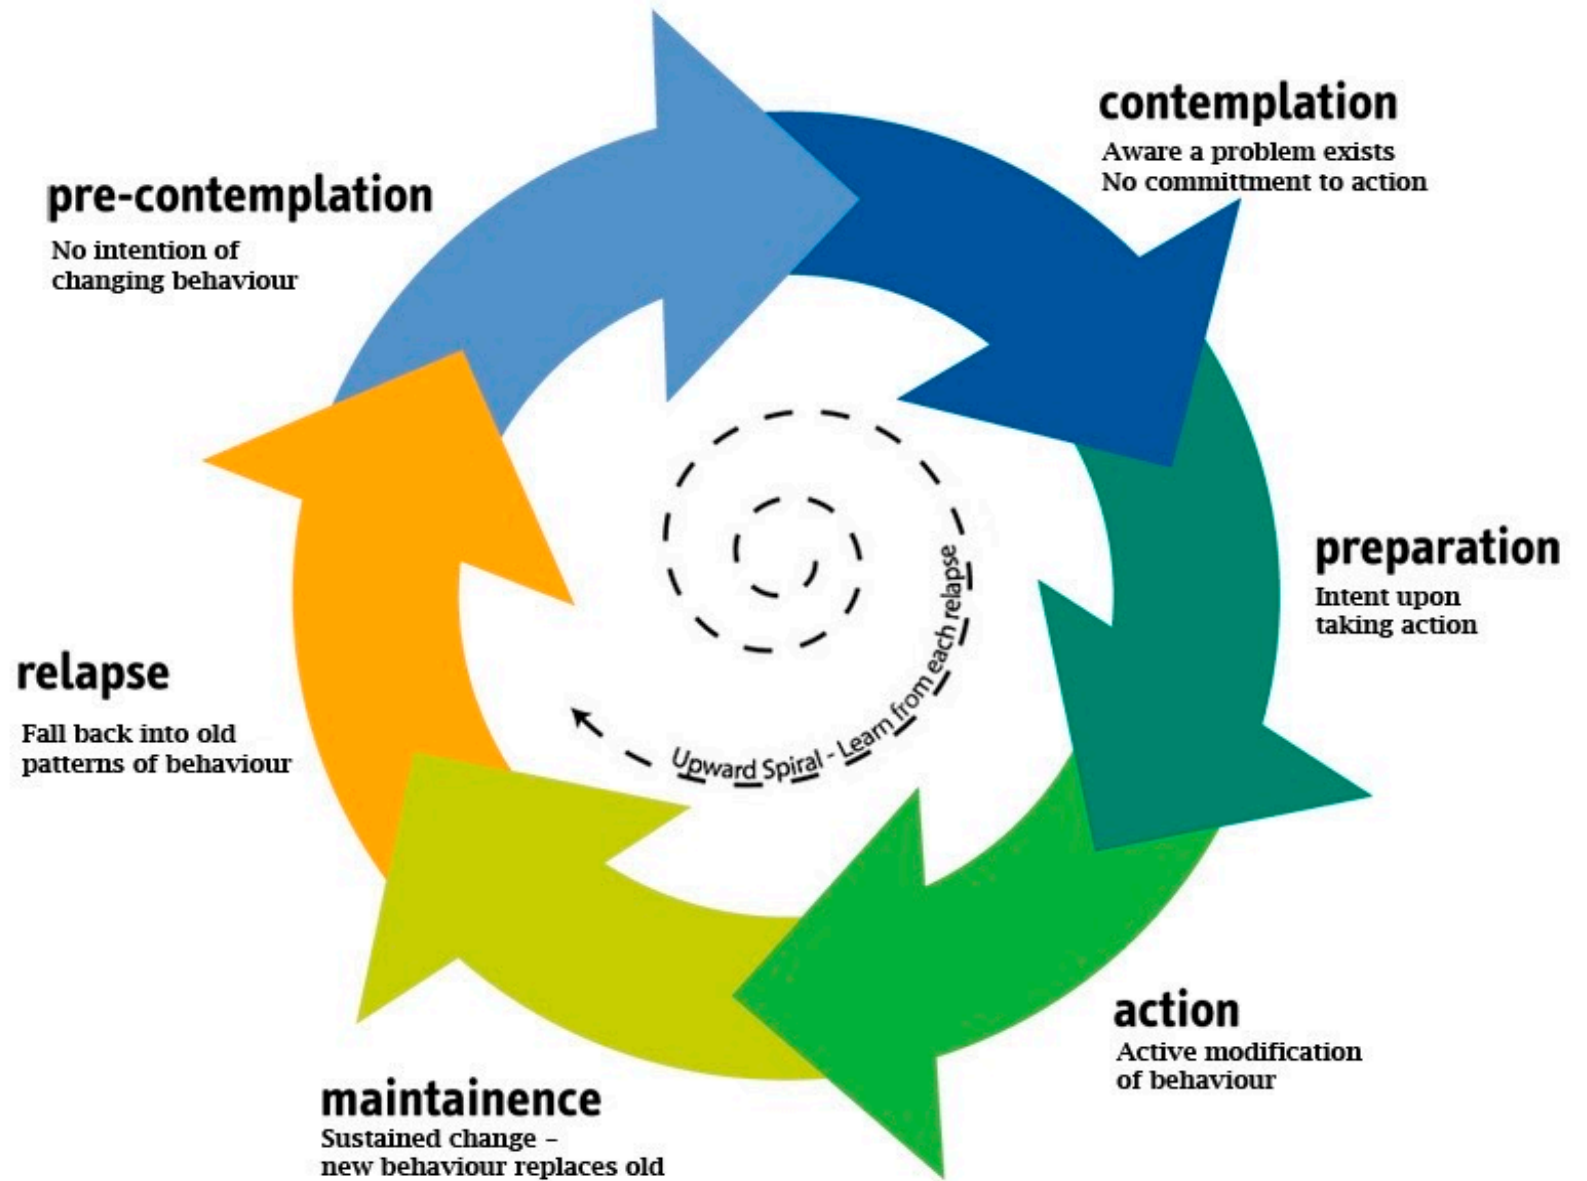 contemplation
Aware a problem exists
No committment to action
pre-contemplation
No intention of
changing behaviour
preparation
Intent upon
taking action
Upward Spiral - Learn from each relapse
relapse
Fall back into old
patterns of behaviour
action
Active modification
of behaviour
maintainence
Sustained change –
new behaviour replaces old